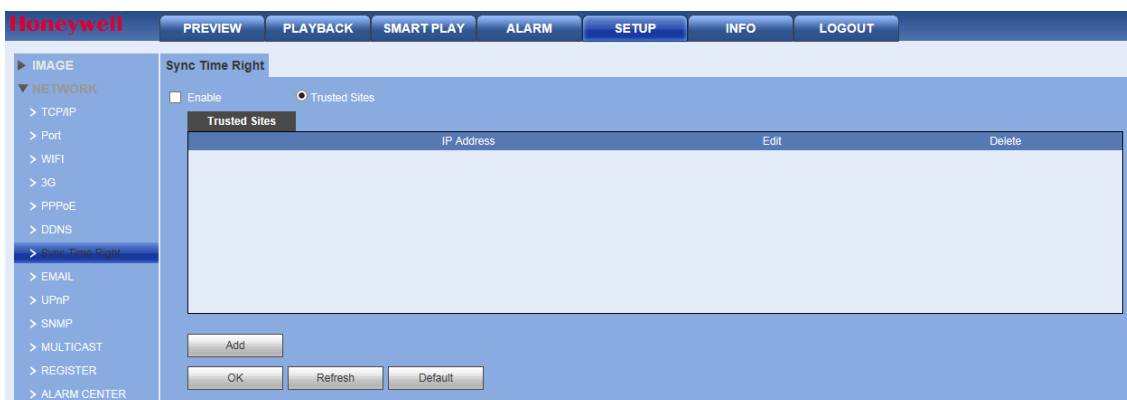 Honeywell
PREVIEW PLAYBACK SMART PLAY ALARM SETUP INFO LOGOUT
IMAGE
NETWORK
> TCP/IP
> Port
> WIFI
> 3G
> PPPoE
> DDNS
> Sync Time Right
> EMAIL
> UPnP
> SNMP
> MULTICAST
> REGISTER
> ALARM CENTER
Sync Time Right
Enable Trusted Sites
Trusted Sites
IP Address Edit Delete
Add
OK Refresh Default